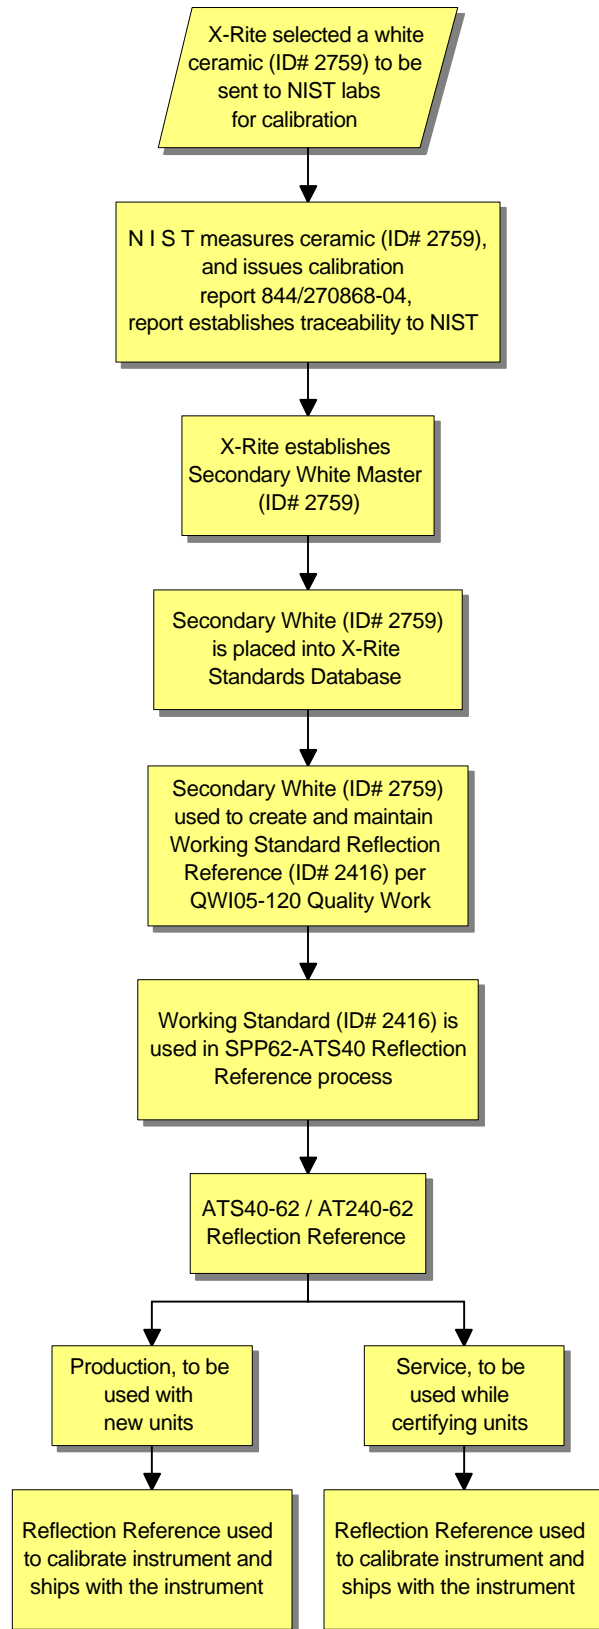 X-Rite selected a white
ceramic (ID# 2759) to be
sent to NIST labs
for calibration
N I S T measures ceramic (ID# 2759),
and issues calibration
report 844/270868-04,
report establishes traceability to NIST
X-Rite establishes
Secondary White Master
(ID# 2759)
Secondary White (ID# 2759)
is placed into X-Rite
Standards Database
Secondary White (ID# 2759)
used to create and maintain
Working Standard Reflection
Reference (ID# 2416) per
QWI05-120 Quality Work
Working Standard (ID# 2416) is
used in SPP62-ATS40 Reflection
Reference process
ATS40-62 / AT240-62
Reflection Reference
Production, to be
used with
new units
Service, to be
used while
certifying units
Reflection Reference used
to calibrate instrument and
ships with the instrument
Reflection Reference used
to calibrate instrument and
ships with the instrument